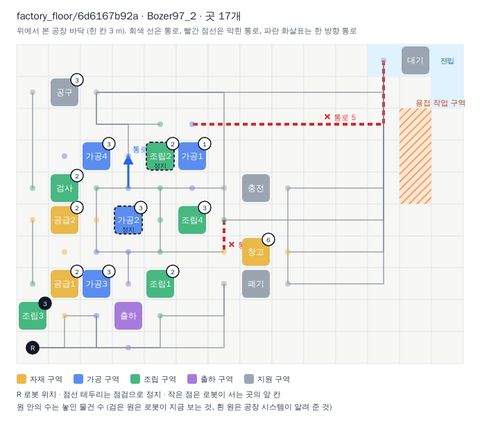 factory_floor/6d6167b92a · Bozer97_2 · 곳 17개
위에서 본 공장 바닥 (한 칸 3 m). 회색 선은 통로, 빨간 점선은 막힌 통로, 파란 화살표는 한 방향 통로
대기
전팁
3
공구
용접 작업 구역
✕ 통로 5
3
가공4
통로
2
조립2
정지
1
가공1
2
검사
충전
2
공급2
3
가공2
정지
3
조립4
✕
6
창고
2
공급1
3
가공3
2
조립1
폐기
3
조립3
출하
R
자재 구역
가공 구역
조립 구역
출하 구역
지원 구역
R 로봇 위치 · 점선 테두리는 점검으로 정지 · 작은 점은 로봇이 서는 곳의 앞 칸
원 안의 수는 놓인 물건 수 (검은 원은 로봇이 지금 보는 것, 흰 원은 공장 시스템이 알려 준 것)